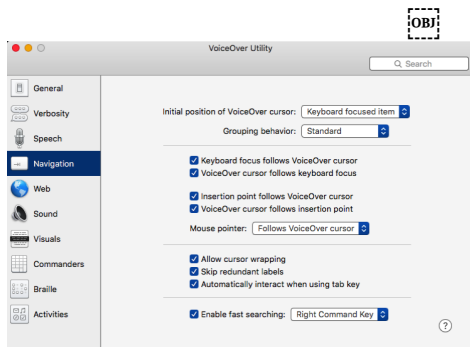 OBJ
VoiceOver Utility
Search
General
Verbosity
Speech
Navigation
Web
Sound
Visuals
Commanders
Braille
Activities
Initial position of VoiceOver cursor: Keyboard focused item
Grouping behavior: Standard
Keyboard focus follows VoiceOver cursor
VoiceOver cursor follows keyboard focus
Insertion point follows VoiceOver cursor
VoiceOver cursor follows insertion point
Mouse pointer: Follows VoiceOver cursor
Allow cursor wrapping
Skip redundant labels
Automatically interact when using tab key
Enable fast searching: Right Command Key
?